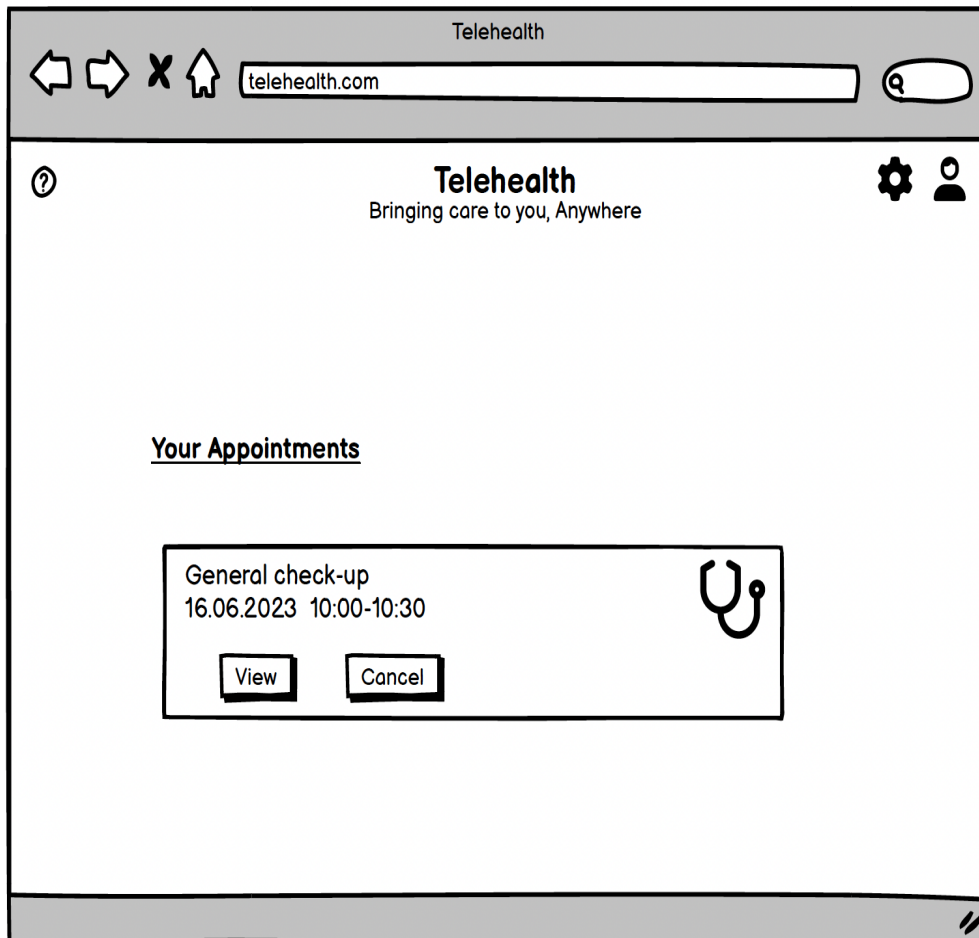 Telehealth
telehealth.com
?
Telehealth
Bringing care to you, Anywhere
Your Appointments
General check-up
16.06.2023 10:00-10:30
View Cancel